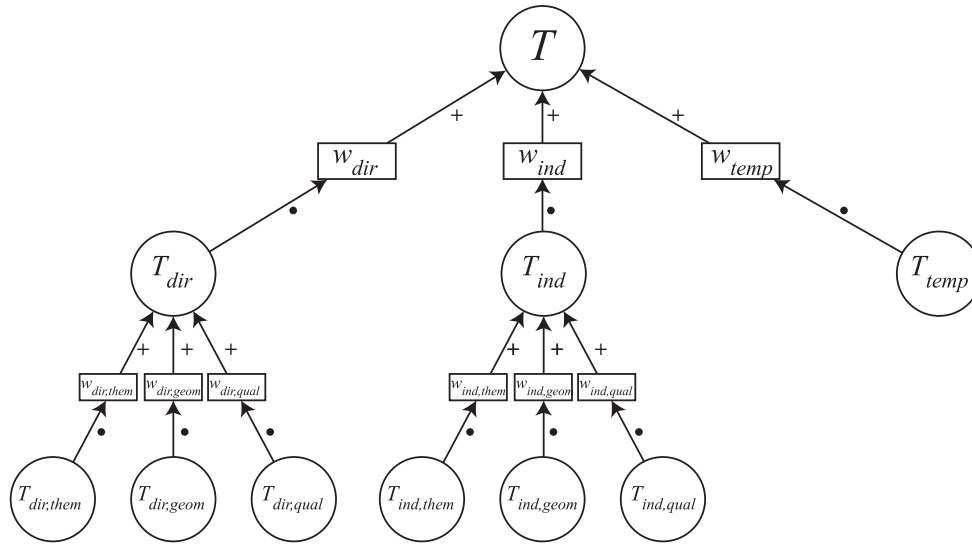 T
+ + +
w_dir w_ind w_temp
• • •
T_dir T_ind T_temp
+ + + + + +
w_dir,them w_dir,geom w_dir,qual w_ind,them w_ind,geom w_ind,qual
• • • • • •
T_dir,them T_dir,geom T_dir,qual T_ind,them T_ind,geom T_ind,qual